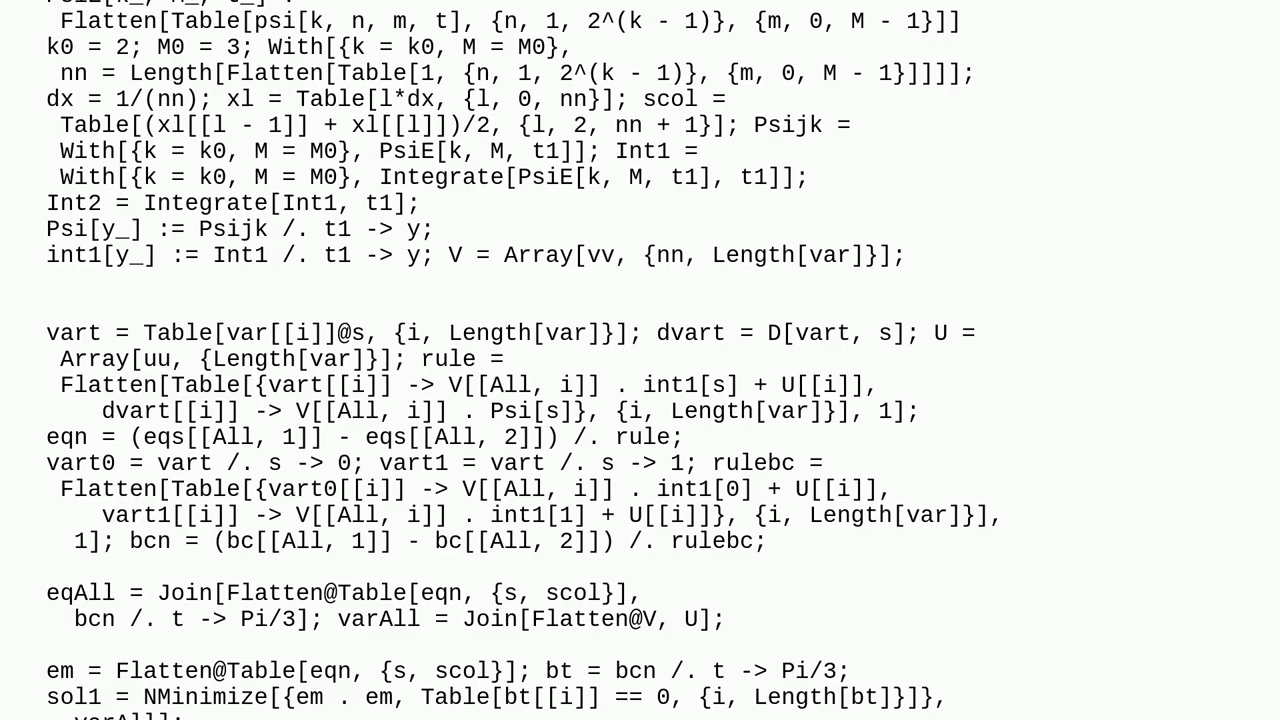 Flatten[Table[psi[k, n, m, t], {n, 1, 2^(k - 1)}, {m, 0, M - 1}]]
k0 = 2; M0 = 3; With[{k = k0, M = M0},
nn = Length[Flatten[Table[1, {n, 1, 2^(k - 1)}, {m, 0, M - 1}]]]];
dx = 1/(nn); xl = Table[l*dx, {l, 0, nn}]; scol =
Table[(xl[[l - 1]] + xl[[l]])/2, {l, 2, nn + 1}]; Psijk =
With[{k = k0, M = M0}, PsiE[k, M, t1]]; Int1 =
With[{k = k0, M = M0}, Integrate[PsiE[k, M, t1], t1]];
Int2 = Integrate[Int1, t1];
Psi[y_] := Psijk /. t1 -> y;
int1[y_] := Int1 /. t1 -> y; V = Array[vv, {nn, Length[var]}];
vart = Table[var[[i]]@s, {i, Length[var]}]; dvart = D[vart, s]; U =
Array[uu, {Length[var]}]; rule =
Flatten[Table[{vart[[i]] -> V[[All, i]] . int1[s] + U[[i]],
dvart[[i]] -> V[[All, i]] . Psi[s]}, {i, Length[var]}], 1];
eqn = (eqs[[All, 1]] - eqs[[All, 2]]) /. rule;
vart0 = vart /. s -> 0; vart1 = vart /. s -> 1; rulebc =
Flatten[Table[{vart0[[i]] -> V[[All, i]] . int1[0] + U[[i]],
vart1[[i]] -> V[[All, i]] . int1[1] + U[[i]]}, {i, Length[var]}],
1]; bcn = (bc[[All, 1]] - bc[[All, 2]]) /. rulebc;
eqAll = Join[Flatten@Table[eqn, {s, scol}],
bcn /. t -> Pi/3]; varAll = Join[Flatten@V, U];
em = Flatten@Table[eqn, {s, scol}]; bt = bcn /. t -> Pi/3;
sol1 = NMinimize[{em . em, Table[bt[[i]] == 0, {i, Length[bt]}]},
varAll];